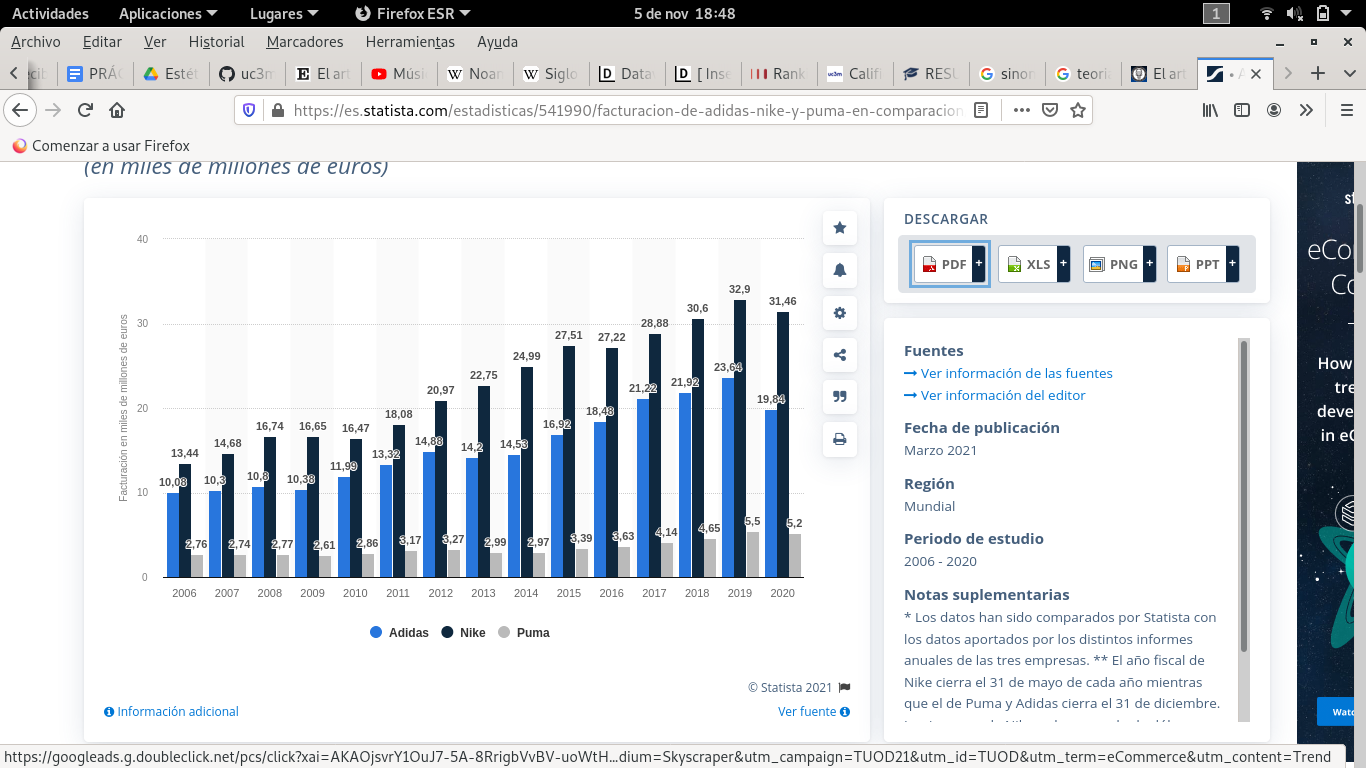 Actividades Aplicaciones Lugares Firefox ESR 5 de nov 18:48 1
Archivo Editar Ver Historial Marcadores Herramientas Ayuda
PRÁC Estét uc3m El art Músi Noan Siglo Data [ Inse Rank Califi RESU sinon teoría El art
https://es.statista.com/estadisticas/541990/facturacion-de-adidas-nike-y-puma-en-comparacion
Comenzar a usar Firefox
(en miles de millones de euros)
Facturación en miles de millones de euros
40
30
20
10
0
10,08 13,44 2,76
10,3 14,68 2,74
10,8 16,74 2,77
10,38 16,65 2,61
11,99 16,47 2,86
13,32 18,08 3,17
14,88 20,97 3,27
14,2 22,75 2,99
14,53 24,99 2,97
16,92 27,51 3,39
18,48 27,22 3,63
21,22 28,88 4,14
21,92 30,6 4,65
23,64 32,9 5,5
19,84 31,46 5,2
2006 2007 2008 2009 2010 2011 2012 2013 2014 2015 2016 2017 2018 2019 2020
Adidas Nike Puma
© Statista 2021
Información adicional Ver fuente
DESCARGAR
PDF + XLS + PNG + PPT +
Fuentes
Ver información de las fuentes
Ver información del editor
Fecha de publicación
Marzo 2021
Región
Mundial
Periodo de estudio
2006 - 2020
Notas suplementarias
* Los datos han sido comparados por Statista con
los datos aportados por los distintos informes
anuales de las tres empresas. ** El año fiscal de
Nike cierra el 31 de mayo de cada año mientras
que el de Puma y Adidas cierra el 31 de diciembre.
st
eCo
Co
How
tre
deve
in eC
Watc
https://googleads.g.doubleclick.net/pcs/click?xai=AKAOjsvrY1OuJ7-5A-8RrigbVvBV-uoWtH…dium=Skyscraper&utm_campaign=TUOD21&utm_id=TUOD&utm_term=eCommerce&utm_content=Trend